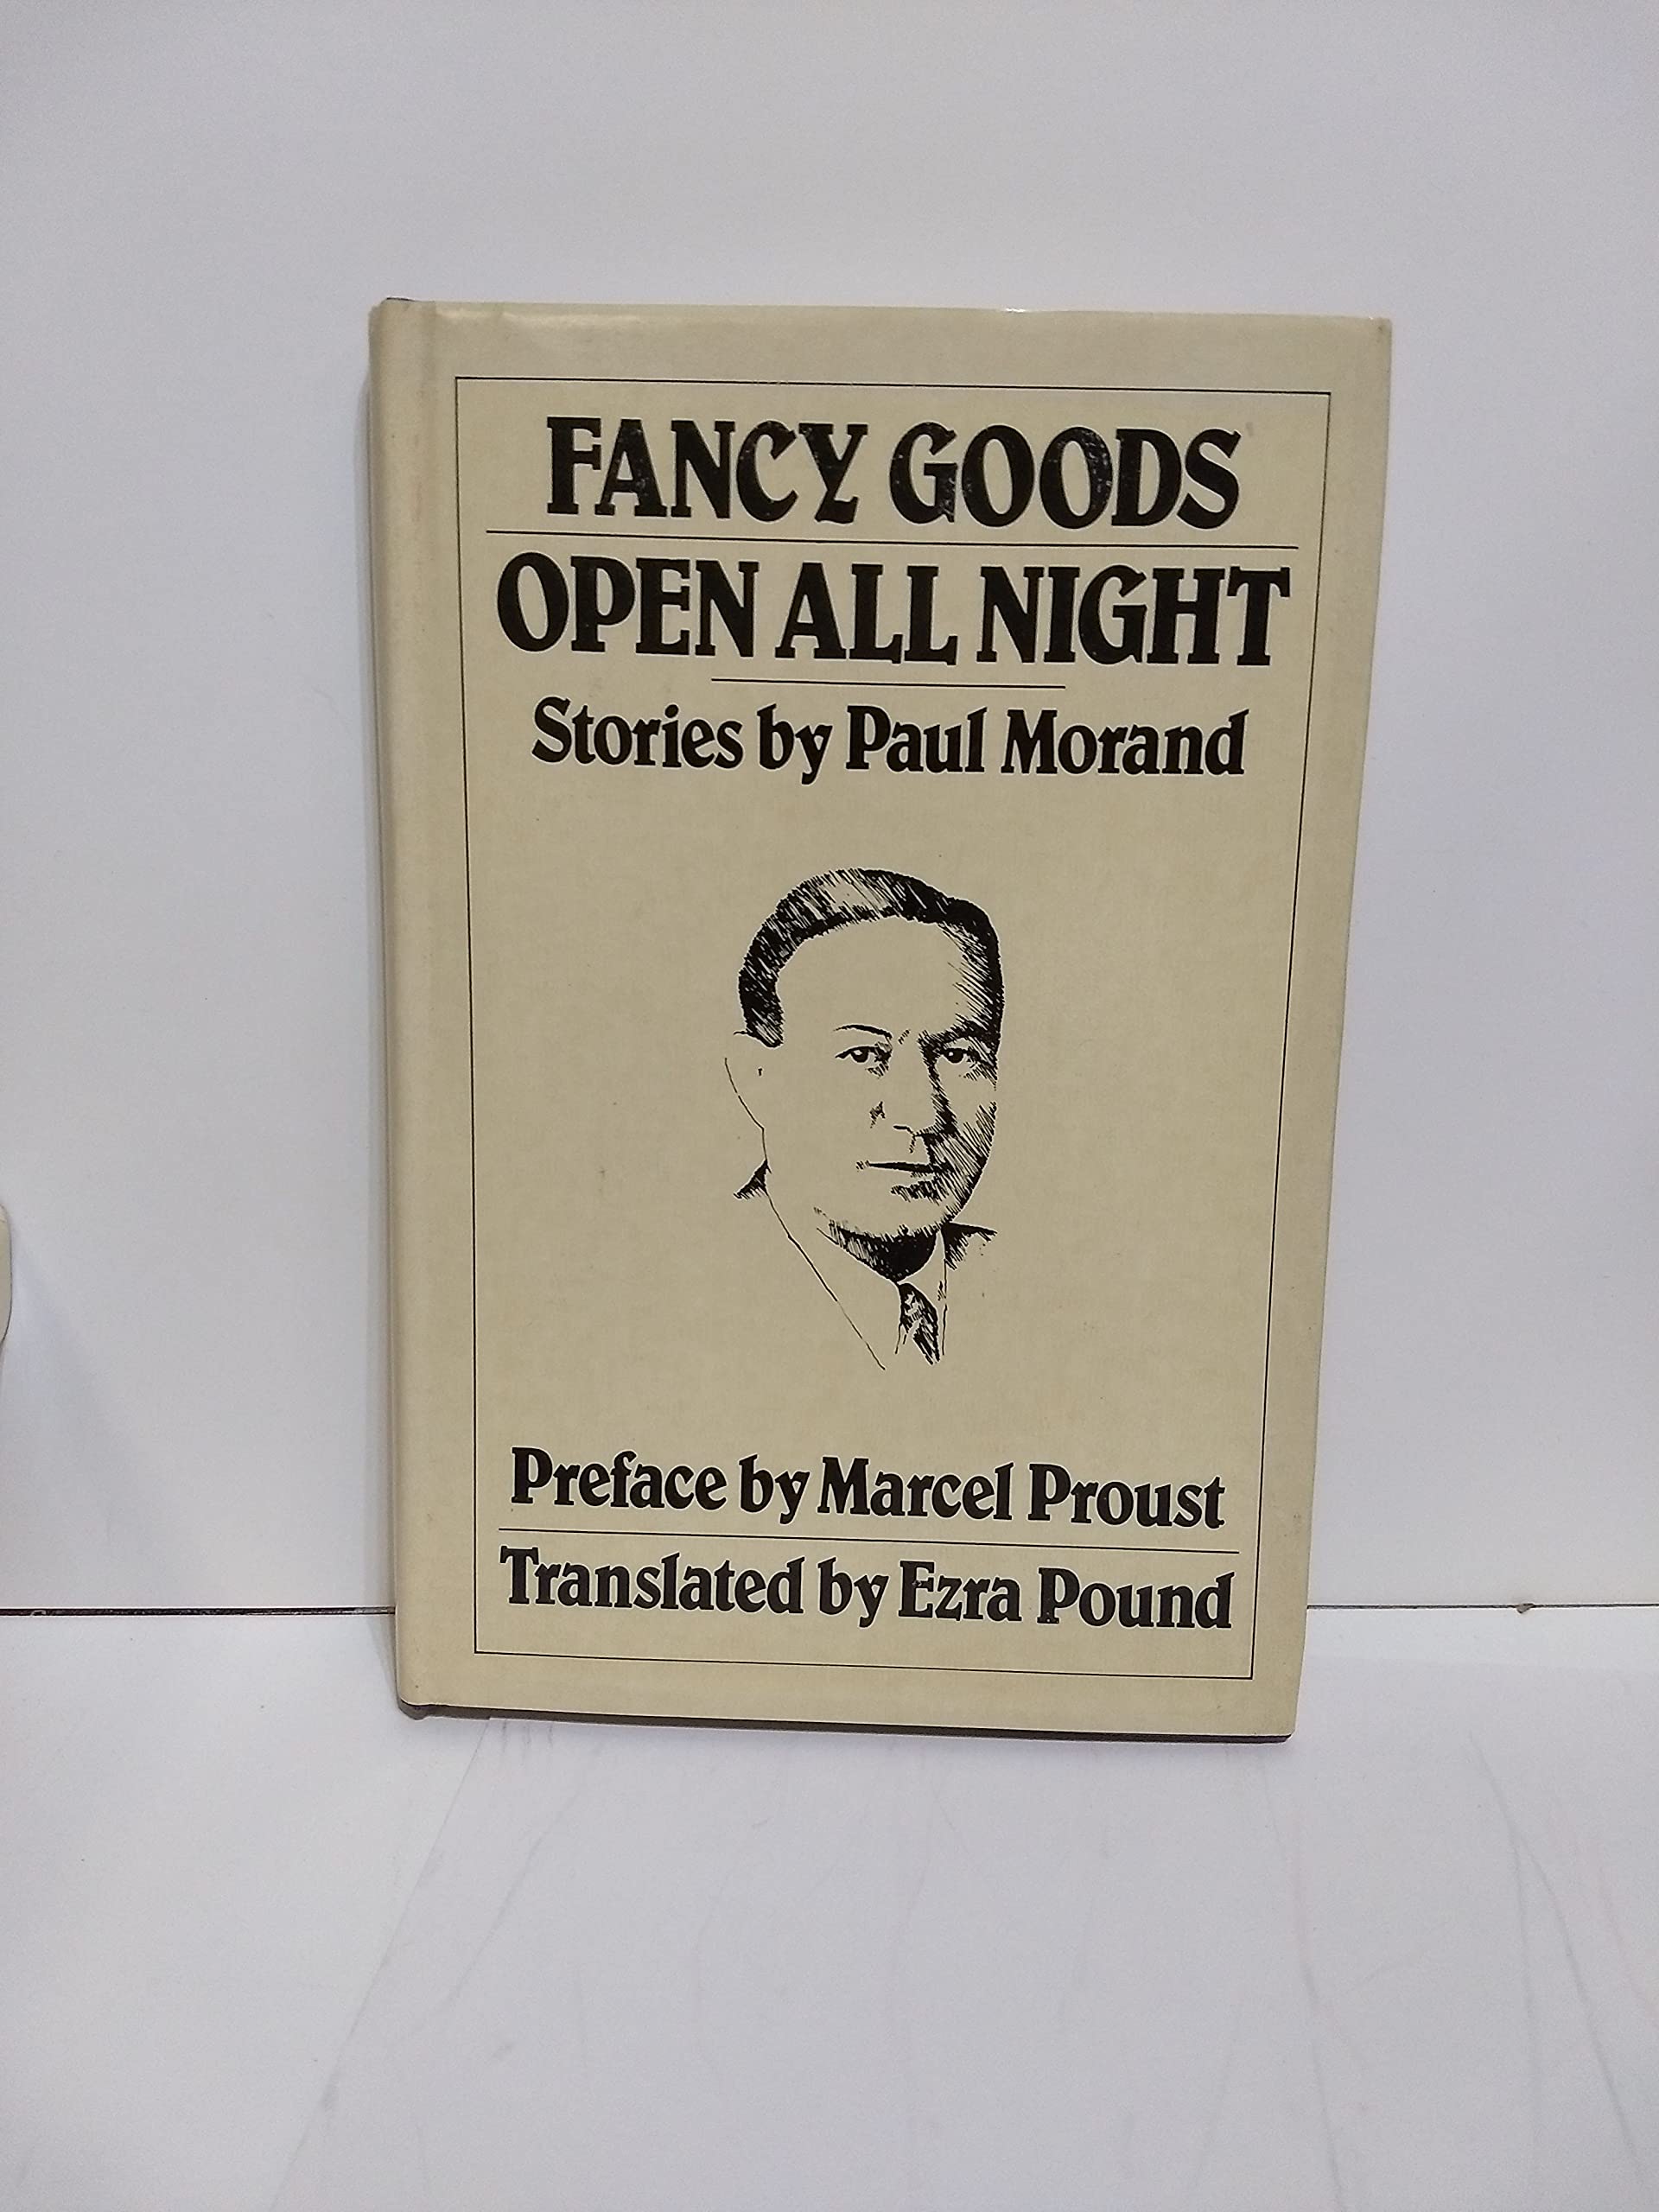 FANCY GOODS
OPEN ALL NIGHT
Stories by Paul Morand
Preface by Marcel Proust
Translated by Ezra Pound